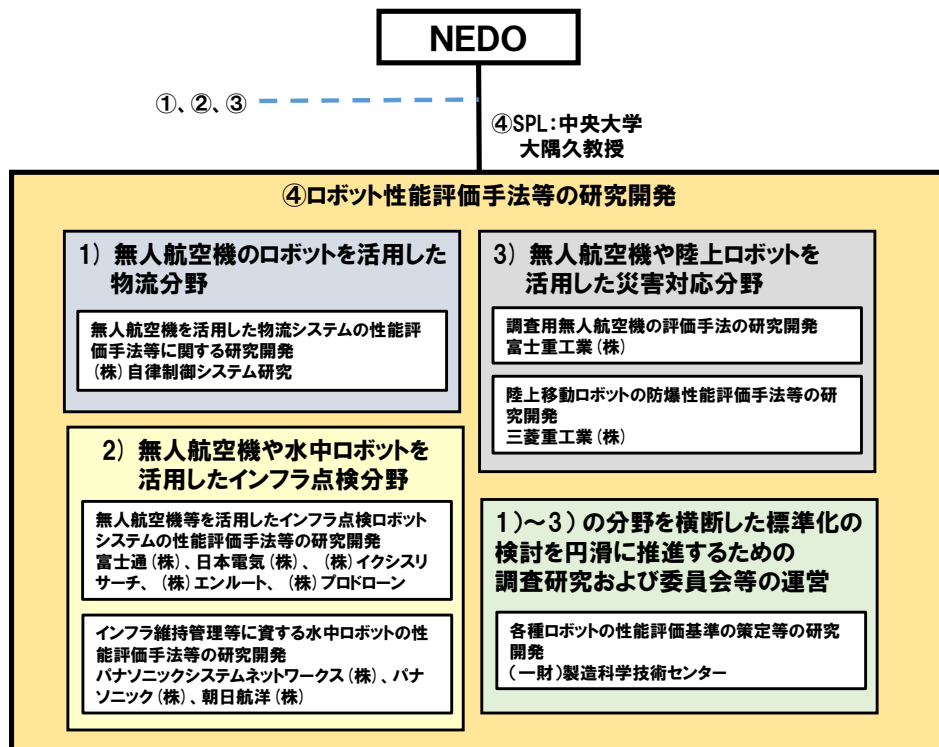 NEDO
①、②、③
④SPL:中央大学
大隅久教授
④ロボット性能評価手法等の研究開発
1) 無人航空機のロボットを活用した
物流分野
無人航空機を活用した物流システムの性能評
価手法等に関する研究開発
(株)自律制御システム研究
2) 無人航空機や水中ロボットを
活用したインフラ点検分野
無人航空機等を活用したインフラ点検ロボット
システムの性能評価手法等の研究開発
富士通(株)、日本電気(株)、(株)イクシスリ
サーチ、(株)エンルート、(株)プロドローン
インフラ維持管理等に資する水中ロボットの性
能評価手法等の研究開発
パナソニックシステムネットワークス(株)、パナ
ソニック(株)、朝日航洋(株)
3) 無人航空機や陸上ロボットを
活用した災害対応分野
調査用無人航空機の評価手法の研究開発
富士重工業(株)
陸上移動ロボットの防爆性能評価手法等の研
究開発
三菱重工業(株)
1)~3)の分野を横断した標準化の
検討を円滑に推進するための
調査研究および委員会等の運営
各種ロボットの性能評価基準の策定等の研究
開発
(一財)製造科学技術センター